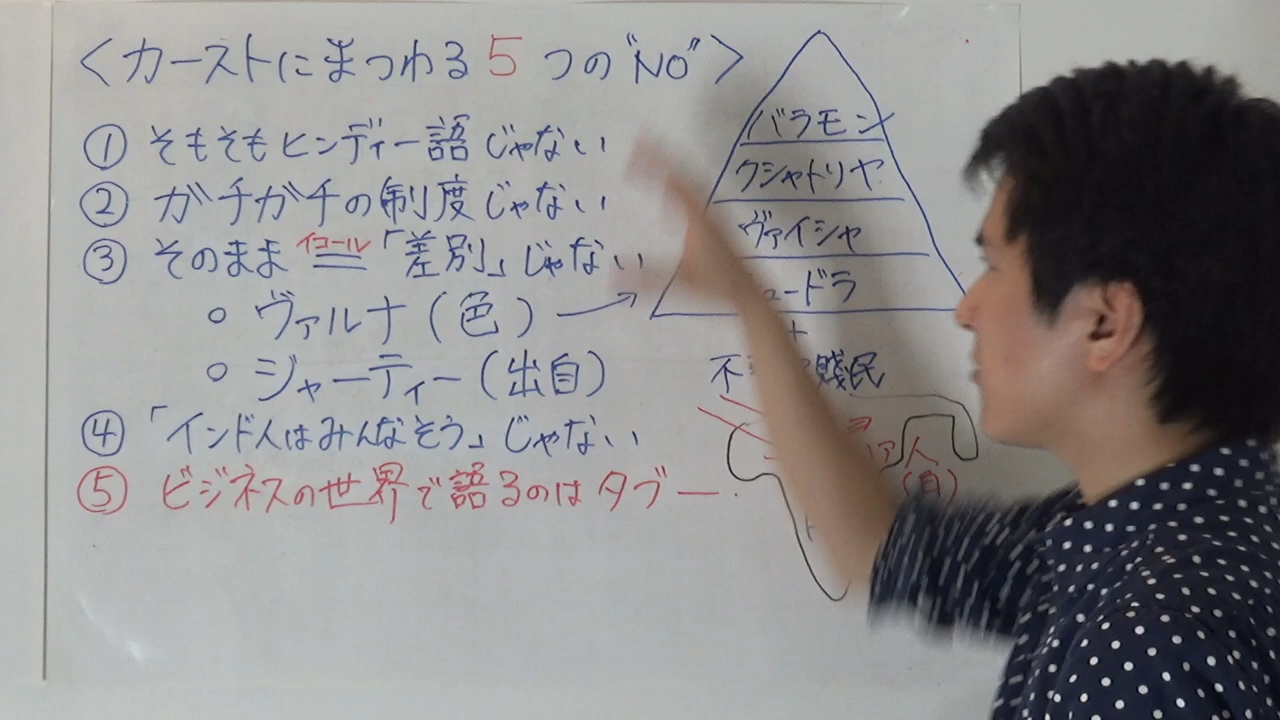 ＜カーストにまつわる5つの"NO"＞
① そもそもヒンディー語じゃない
② ガチガチの制度じゃない
③ そのまま イコール 「差別」じゃない
○ ヴァルナ(色) →
○ ジャーティー(出自)
④ 「インド人はみんなそう」じゃない
⑤ ビジネスの世界で語るのはタブー.
バラモン
クシャトリヤ
ヴァイシャ
ードラ
+
不 賤民
ア人
(白)